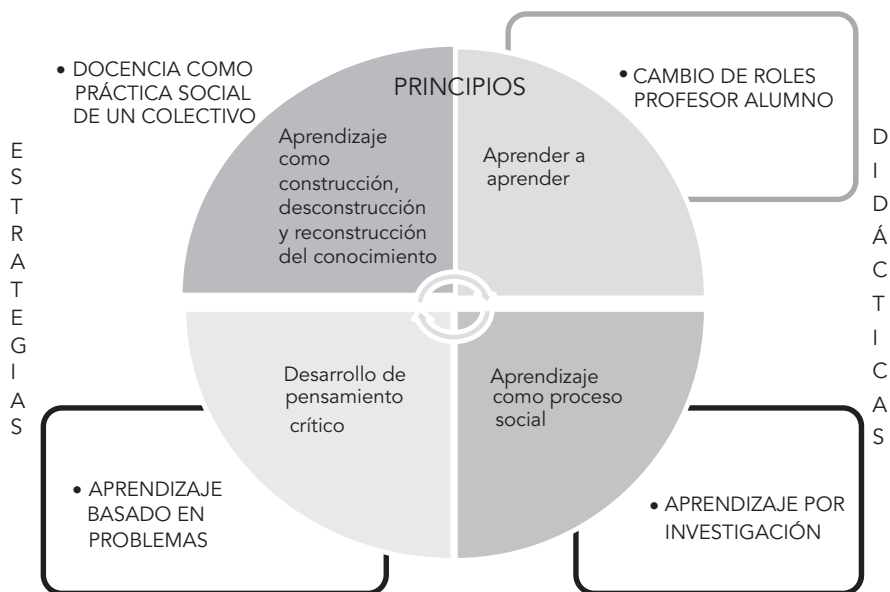 PRINCIPIOS
• DOCENCIA COMO
PRÁCTICA SOCIAL
DE UN COLECTIVO
Aprendizaje
como
construcción,
desconstrucción
y reconstrucción
del conocimiento
• CAMBIO DE ROLES
PROFESOR ALUMNO
Aprender a
aprender
E
S
T
R
A
T
E
G
I
A
S
D
I
D
Á
C
T
I
C
A
S
Desarrollo de
pensamiento
crítico
Aprendizaje
como proceso
social
• APRENDIZAJE
BASADO EN
PROBLEMAS
• APRENDIZAJE POR
INVESTIGACIÓN